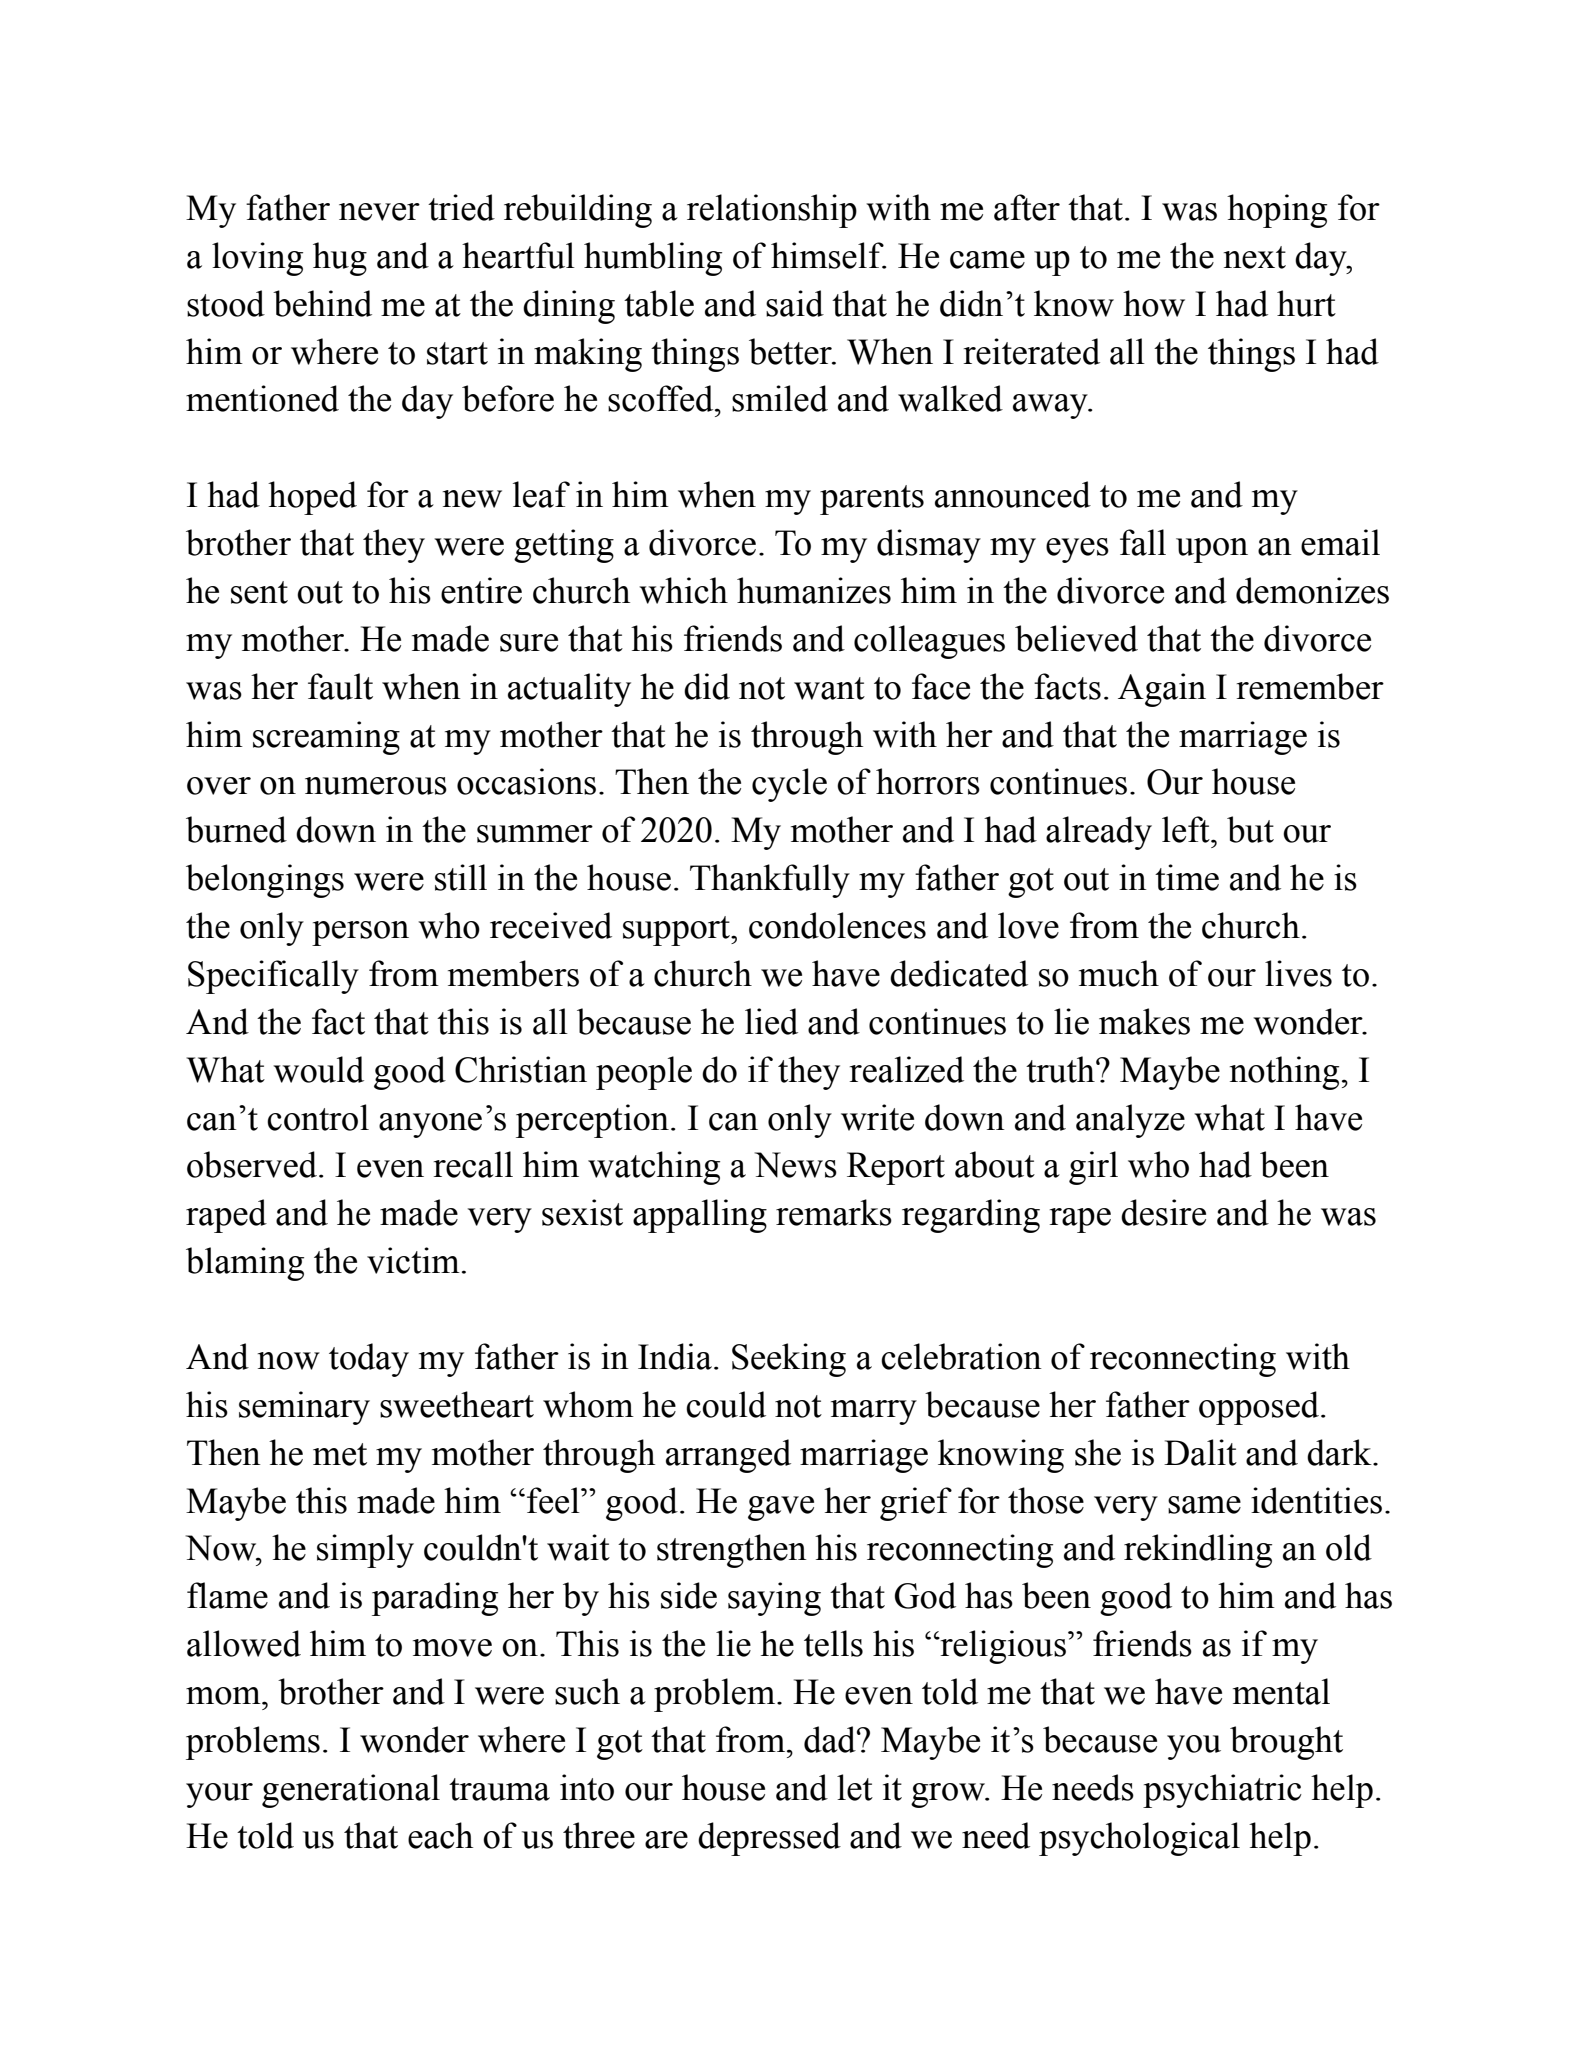 My father never tried rebuilding a relationship with me after that. I was hoping for
a loving hug and a heartful humbling of himself. He came up to me the next day,
stood behind me at the dining table and said that he didn’t know how I had hurt
him or where to start in making things better. When I reiterated all the things I had
mentioned the day before he scoffed, smiled and walked away.
I had hoped for a new leaf in him when my parents announced to me and my
brother that they were getting a divorce. To my dismay my eyes fall upon an email
he sent out to his entire church which humanizes him in the divorce and demonizes
my mother. He made sure that his friends and colleagues believed that the divorce
was her fault when in actuality he did not want to face the facts. Again I remember
him screaming at my mother that he is through with her and that the marriage is
over on numerous occasions. Then the cycle of horrors continues. Our house
burned down in the summer of 2020. My mother and I had already left, but our
belongings were still in the house. Thankfully my father got out in time and he is
the only person who received support, condolences and love from the church.
Specifically from members of a church we have dedicated so much of our lives to.
And the fact that this is all because he lied and continues to lie makes me wonder.
What would good Christian people do if they realized the truth? Maybe nothing, I
can’t control anyone’s perception. I can only write down and analyze what I have
observed. I even recall him watching a News Report about a girl who had been
raped and he made very sexist appalling remarks regarding rape desire and he was
blaming the victim.
And now today my father is in India. Seeking a celebration of reconnecting with
his seminary sweetheart whom he could not marry because her father opposed.
Then he met my mother through arranged marriage knowing she is Dalit and dark.
Maybe this made him “feel” good. He gave her grief for those very same identities.
Now, he simply couldn't wait to strengthen his reconnecting and rekindling an old
flame and is parading her by his side saying that God has been good to him and has
allowed him to move on. This is the lie he tells his “religious” friends as if my
mom, brother and I were such a problem. He even told me that we have mental
problems. I wonder where I got that from, dad? Maybe it’s because you brought
your generational trauma into our house and let it grow. He needs psychiatric help.
He told us that each of us three are depressed and we need psychological help.